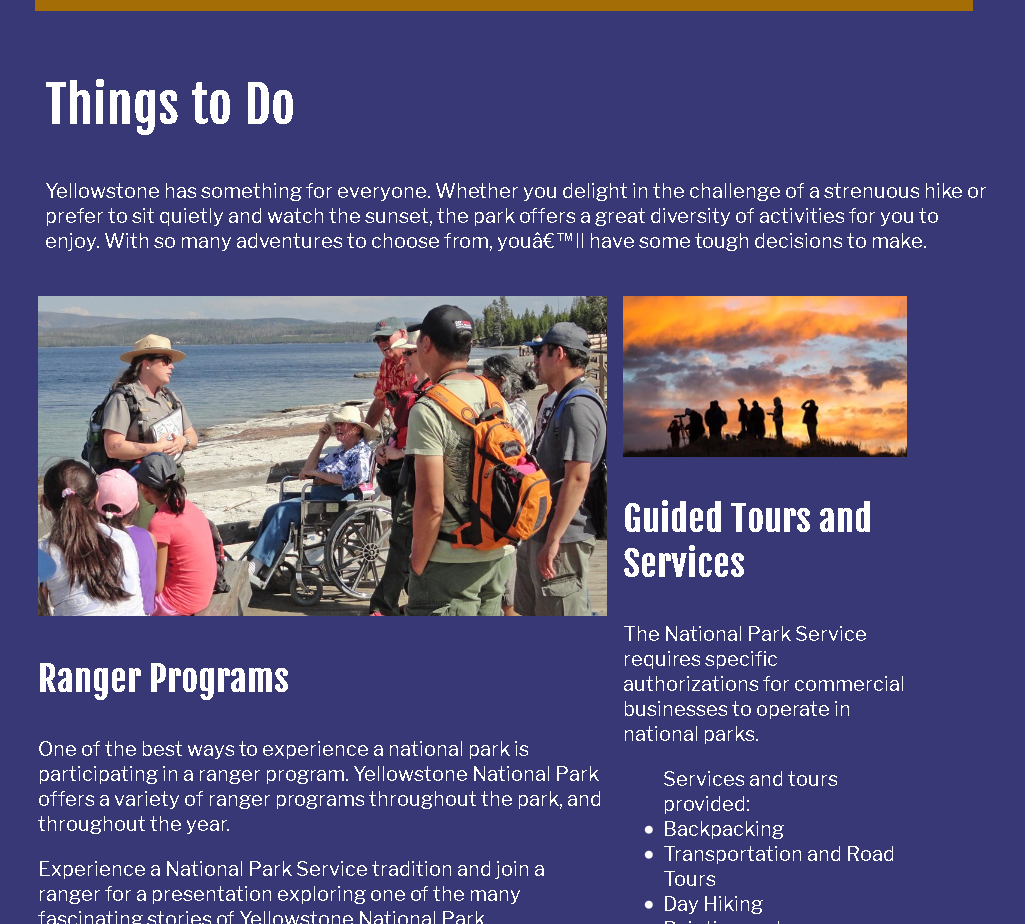 Things to Do
Yellowstone has something for everyone. Whether you delight in the challenge of a strenuous hike or
prefer to sit quietly and watch the sunset, the park offers a great diversity of activities for you to
enjoy. With so many adventures to choose from, youâ€™ll have some tough decisions to make.
Ranger Programs
One of the best ways to experience a national park is
participating in a ranger program. Yellowstone National Park
offers a variety of ranger programs throughout the park, and
throughout the year.
Experience a National Park Service tradition and join a
ranger for a presentation exploring one of the many
fascinating stories of Yellowstone National Park
Guided Tours and
Services
The National Park Service
requires specific
authorizations for commercial
businesses to operate in
national parks.
Services and tours
provided:
• Backpacking
• Transportation and Road
Tours
• Day Hiking